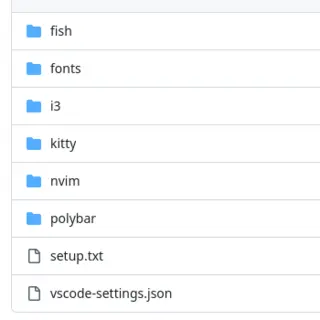 fish
fonts
i3
kitty
nvim
polybar
setup.txt
vscode-settings.json